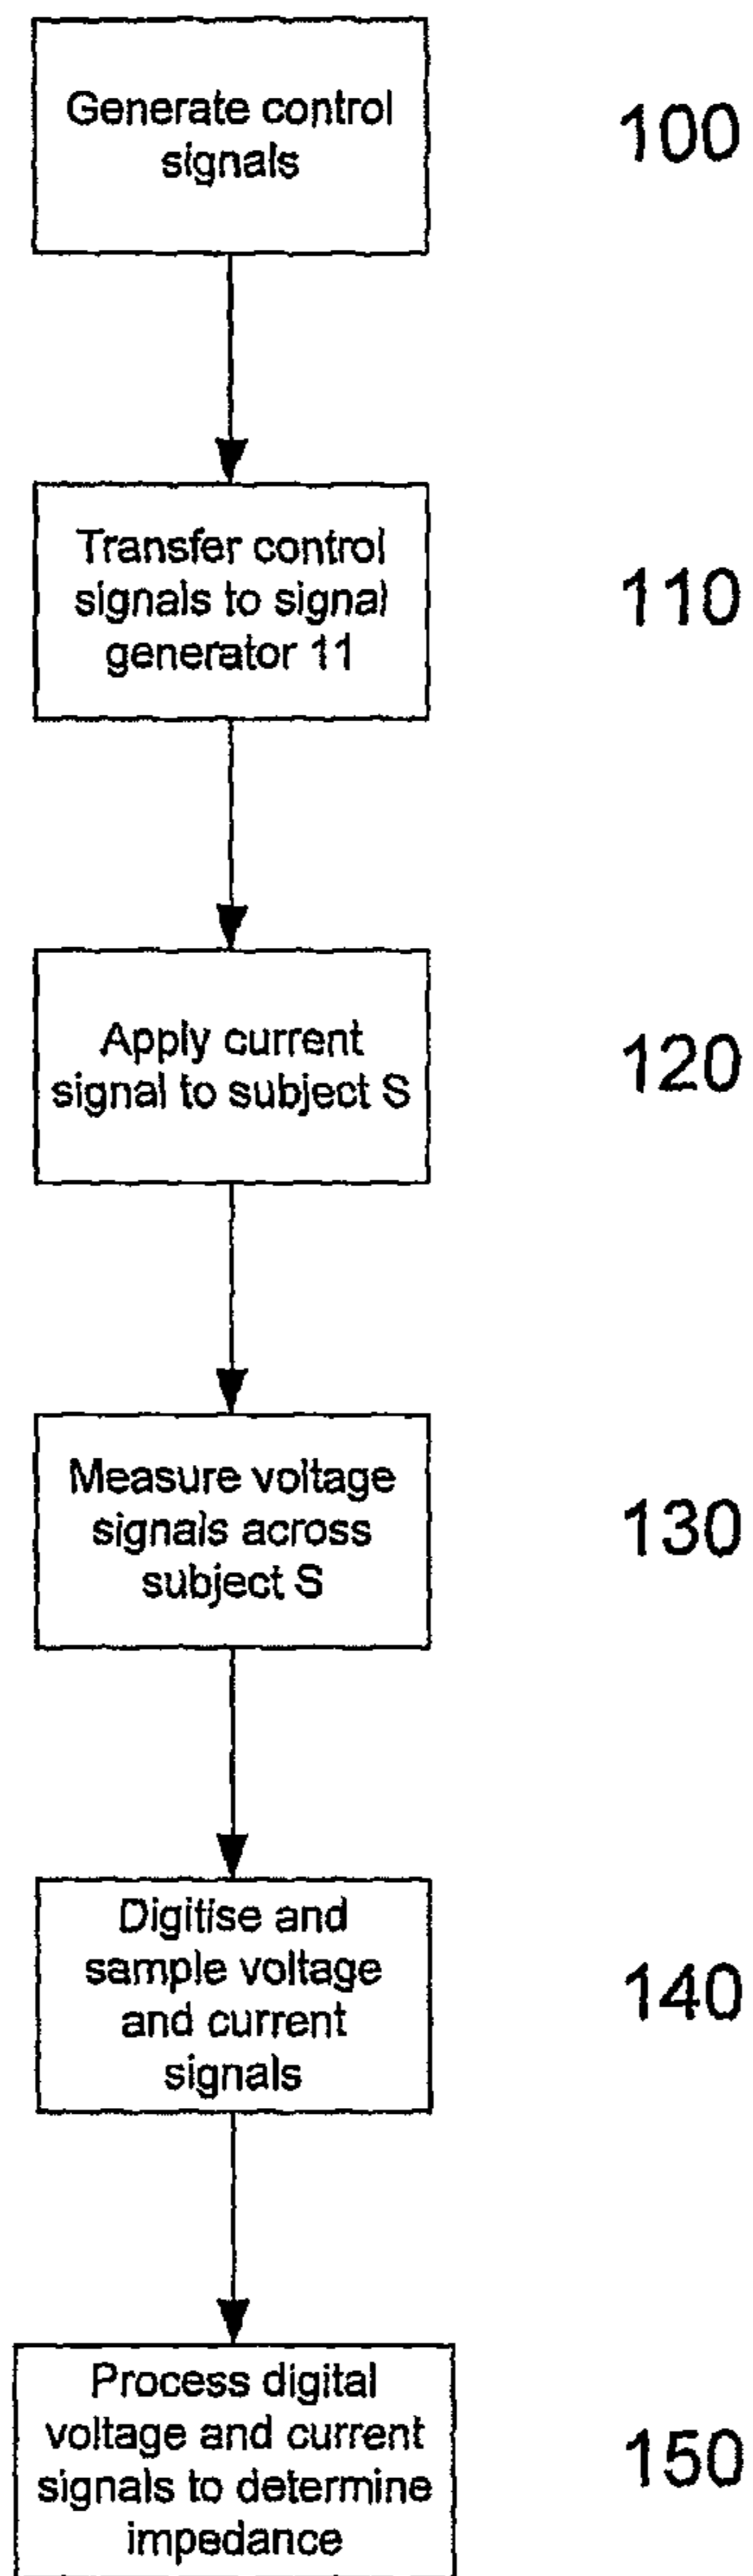 Generate control
signals
100
Transfer control
signals to signal
generator 11
110
Apply current
signal to subject S
120
Measure voltage
signals across
subject S
130
Digitise and
sample voltage
and current
signals
140
Process digital
voltage and current
signals to determine
impedance
150